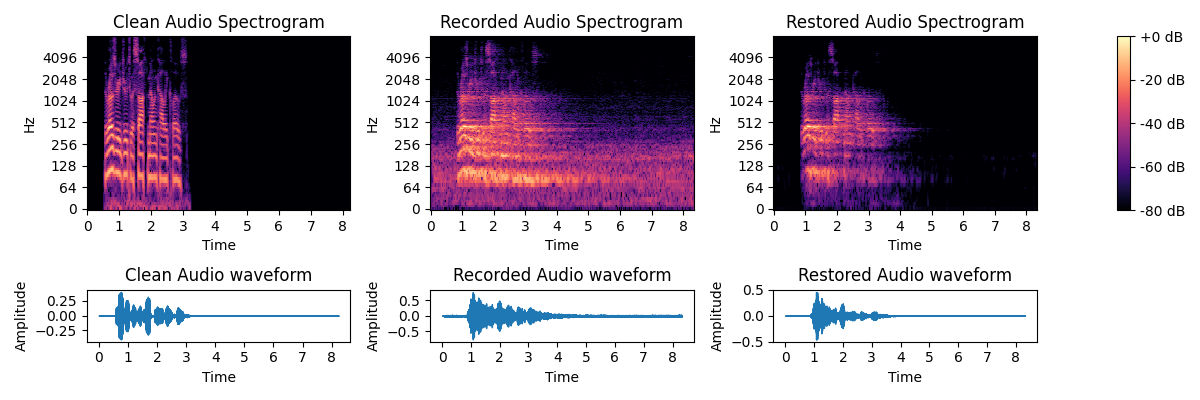 Clean Audio Spectrogram
Recorded Audio Spectrogram
Restored Audio Spectrogram
Hz
4096
2048
1024
512
256
128
64
0
0 1 2 3 4 5 6 7 8
Time
Hz
4096
2048
1024
512
256
128
64
0
0 1 2 3 4 5 6 7 8
Time
Hz
4096
2048
1024
512
256
128
64
0
0 1 2 3 4 5 6 7 8
Time
+0 dB
-20 dB
-40 dB
-60 dB
-80 dB
Clean Audio waveform
Recorded Audio waveform
Restored Audio waveform
Amplitude
0.25
0.00
−0.25
0 1 2 3 4 5 6 7 8
Time
Amplitude
0.5
0.0
−0.5
0 1 2 3 4 5 6 7 8
Time
Amplitude
0.5
0.0
−0.5
0 1 2 3 4 5 6 7 8
Time